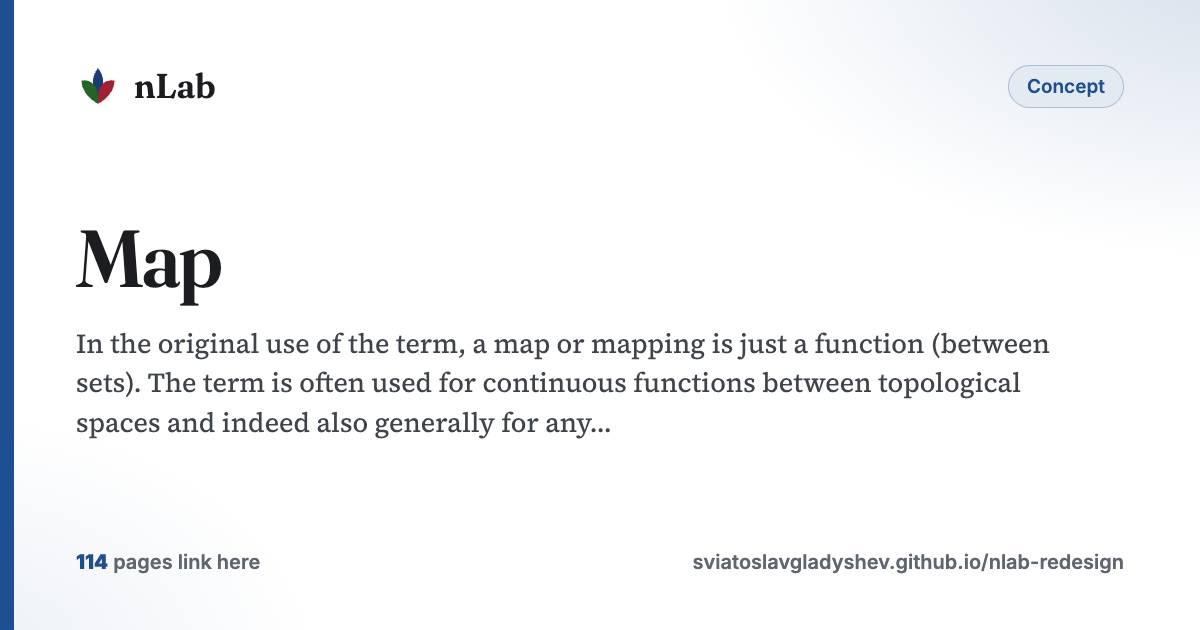 nLab
Concept
Map
In the original use of the term, a map or mapping is just a function (between
sets). The term is often used for continuous functions between topological
spaces and indeed also generally for any...
114 pages link here
sviatoslavgladyshev.github.io/nlab-redesign